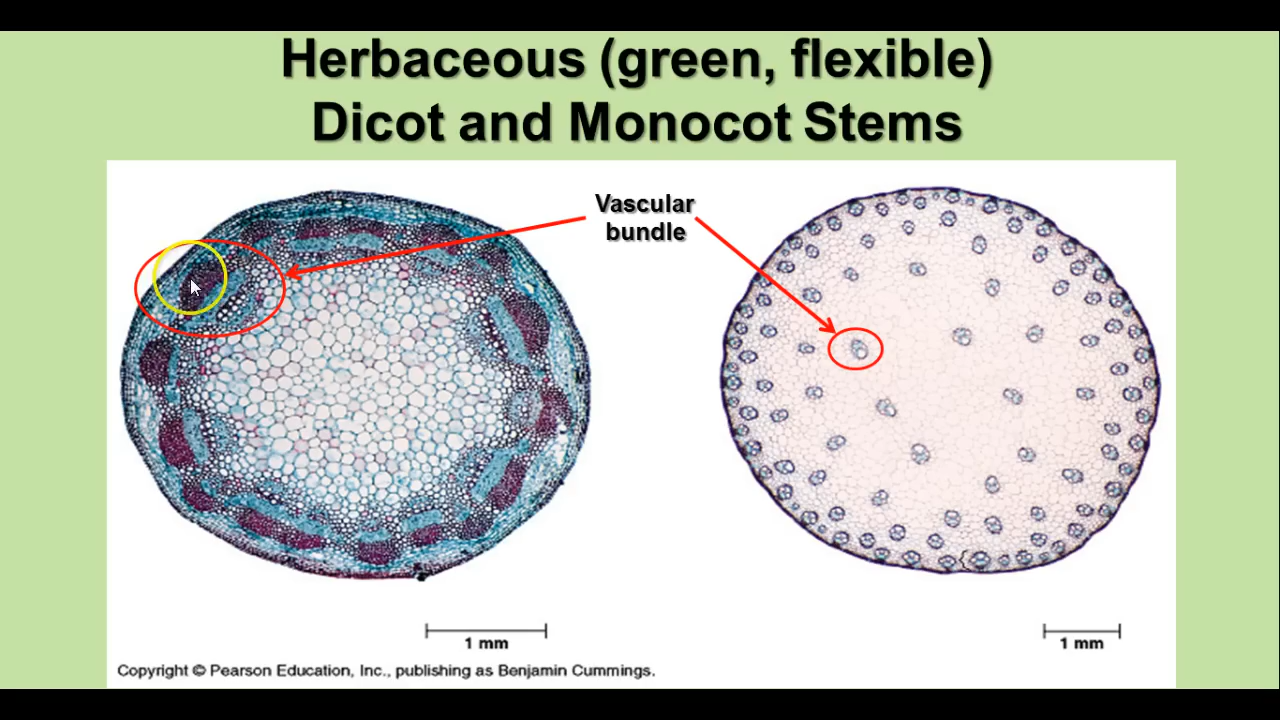 Herbaceous (green, flexible)
Dicot and Monocot Stems
Vascular
bundle
1 mm
1 mm
Copyright © Pearson Education, Inc., publishing as Benjamin Cummings.